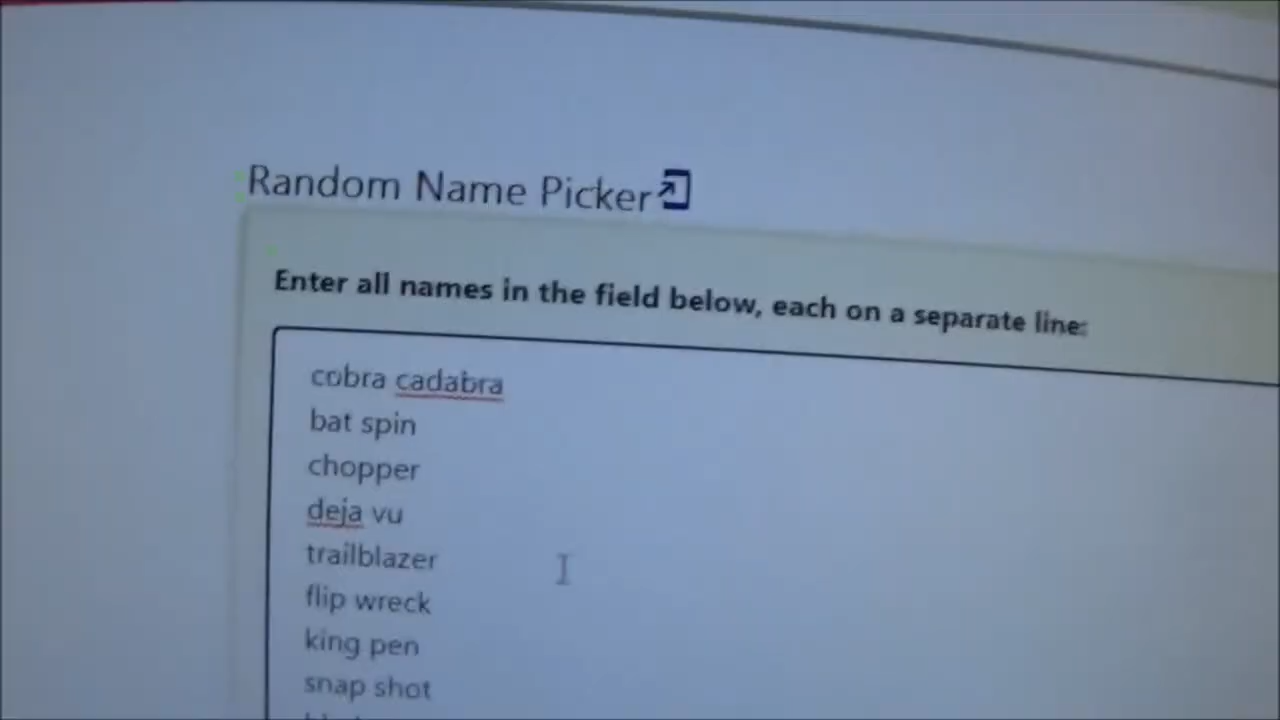 Random Name Picker
Enter all names in the field below, each on a separate line:
cobra cadabra
bat spin
chopper
deja vu
trailblazer
flip wreck
king pen
snap shot